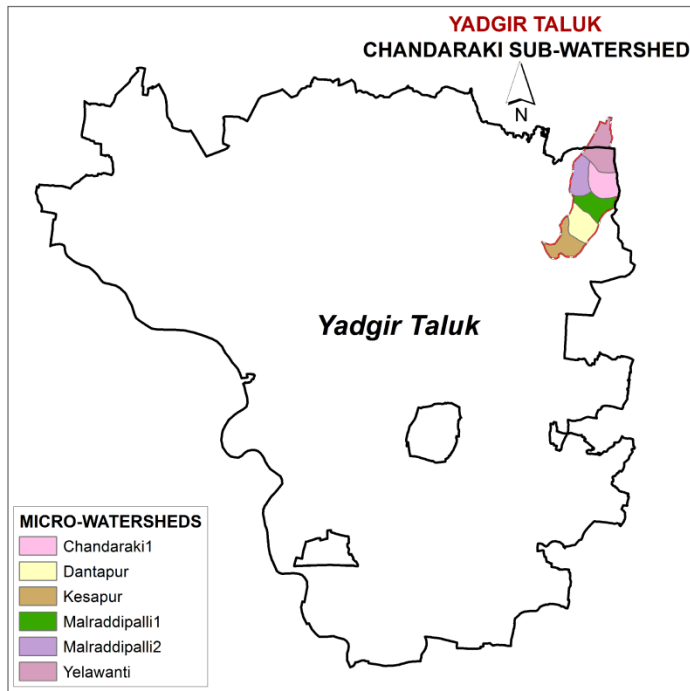 YADGIR TALUK
CHANDARAKI SUB-WATERSHED
N
Yadgir Taluk
MICRO-WATERSHEDS
Chandaraki1
Dantapur
Kesapur
Malraddipalli1
Malraddipalli2
Yelawanti